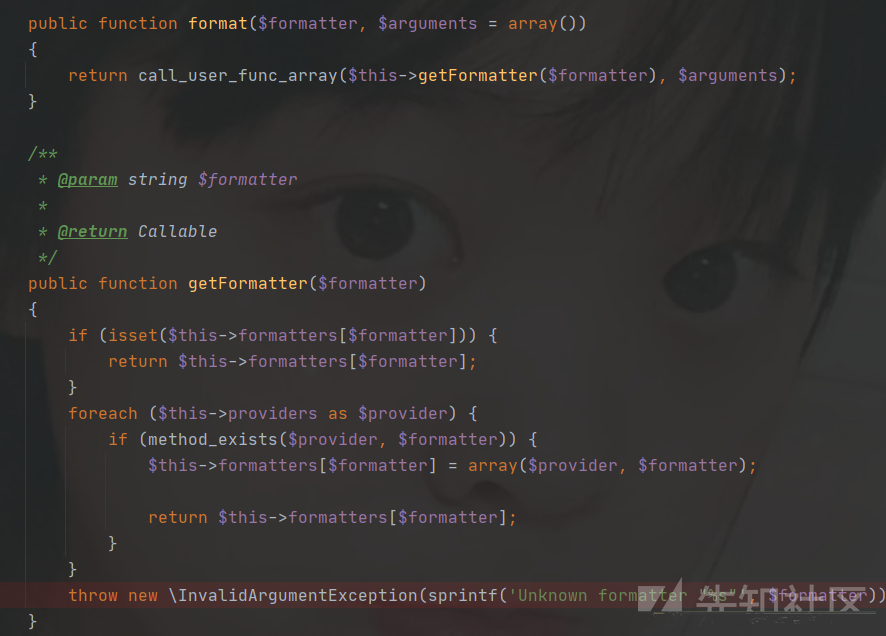 public function format($formatter, $arguments = array())
{
    return call_user_func_array($this->getFormatter($formatter), $arguments);
}
/**
 * @param string $formatter
 *
 * @return Callable
 */
public function getFormatter($formatter)
{
    if (isset($this->formatters[$formatter])) {
        return $this->formatters[$formatter];
    }
    foreach ($this->providers as $provider) {
        if (method_exists($provider, $formatter)) {
            $this->formatters[$formatter] = array($provider, $formatter);
            return $this->formatters[$formatter];
        }
    }
    throw new \InvalidArgumentException(sprintf('Unknown formatter "%s"', $formatter))
}
先知社区